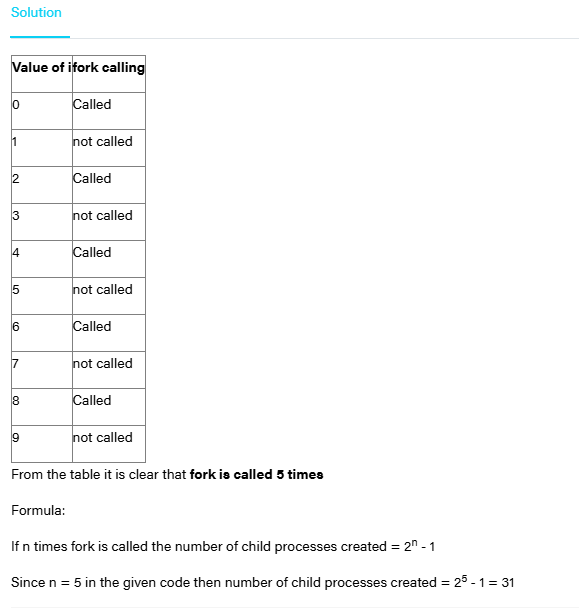 Solution
Value of i fork calling
0 Called
1 not called
2 Called
3 not called
4 Called
5 not called
6 Called
7 not called
8 Called
9 not called
From the table it is clear that fork is called 5 times
Formula:
If n times fork is called the number of child processes created = 2ⁿ - 1
Since n = 5 in the given code then number of child processes created = 2⁵ - 1 = 31